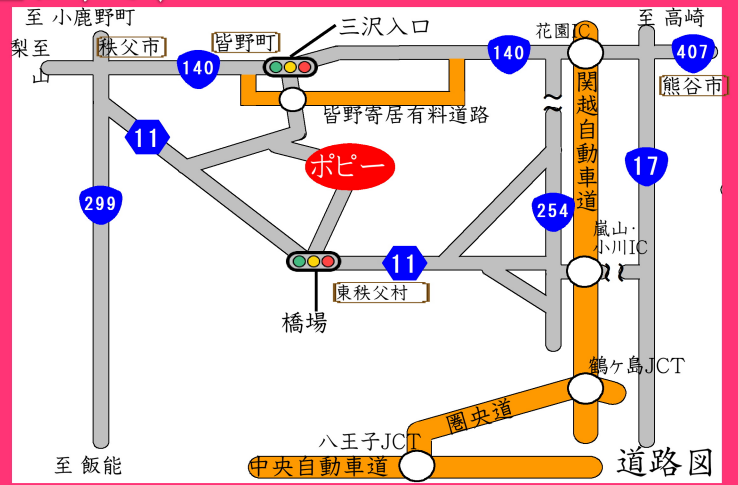 至 小鹿野町
三沢入口
花園IC
至 高崎
皆野町
秩父市
梨至
山
140
140
407
熊谷市
関越自動車道
皆野寄居有料道路
11
ポピー
17
299
254
嵐山・
小川IC
11
東秩父村
橋場
鶴ヶ島JCT
圏央道
八王子JCT
至 飯能
中央自動車道
道路図